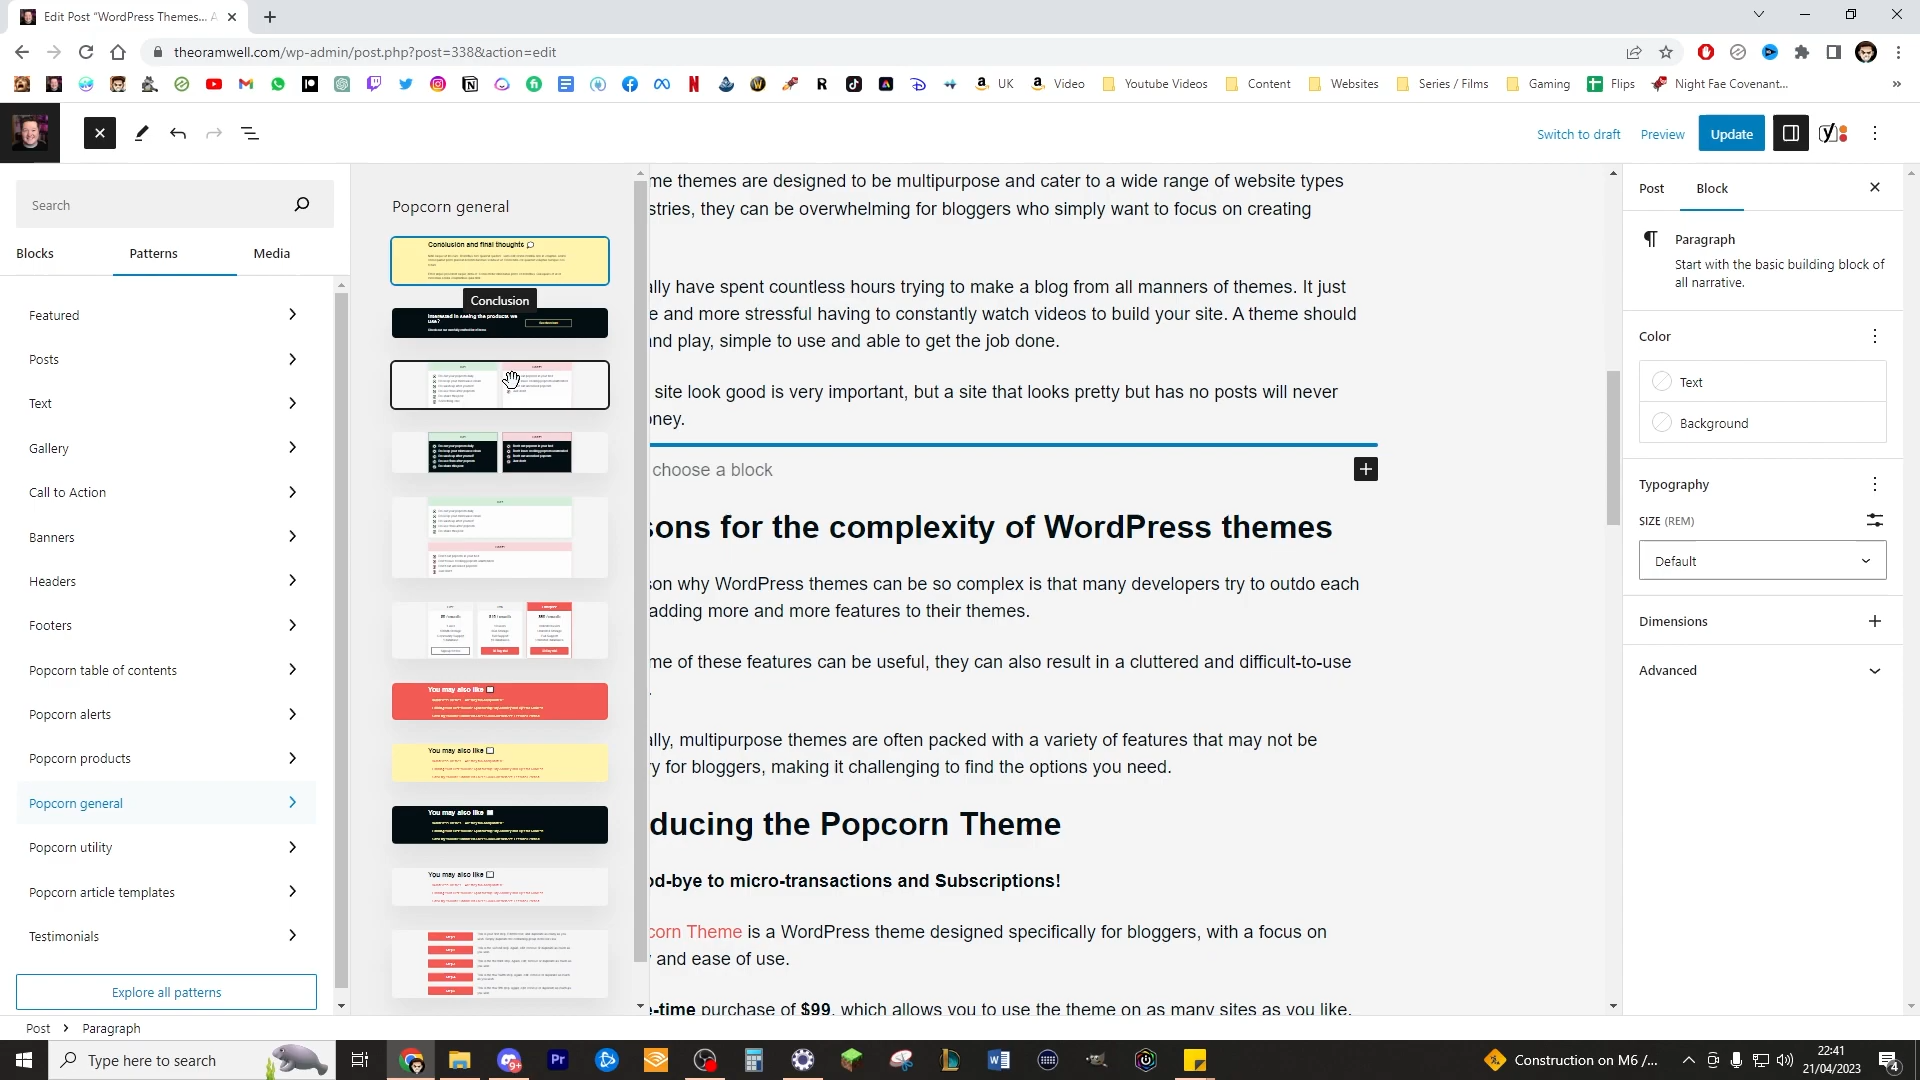 Edit Post “WordPress Themes... A
theoramwell.com/wp-admin/post.php?post=338&action=edit
UK
Video
Youtube Videos
Content
Websites
Series / Films
Gaming
Flips
Night Fae Covenant...
Switch to draft
Preview
Update
Search
Blocks
Patterns
Media
Featured
Posts
Text
Gallery
Call to Action
Banners
Headers
Footers
Popcorn table of contents
Popcorn alerts
Popcorn products
Popcorn general
Popcorn utility
Popcorn article templates
Testimonials
Explore all patterns
Popcorn general
Conclusion and final thoughts
Conclusion
Interested in seeing the products we
use?
You may also like
You may also like
You may also like
You may also like
me themes are designed to be multipurpose and cater to a wide range of website types
stries, they can be overwhelming for bloggers who simply want to focus on creating
ally have spent countless hours trying to make a blog from all manners of themes. It just
e and more stressful having to constantly watch videos to build your site. A theme should
and play, simple to use and able to get the job done.
site look good is very important, but a site that looks pretty but has no posts will never
oney.
choose a block
sons for the complexity of WordPress themes
son why WordPress themes can be so complex is that many developers try to outdo each
adding more and more features to their themes.
me of these features can be useful, they can also result in a cluttered and difficult-to-use
.
ally, multipurpose themes are often packed with a variety of features that may not be
y for bloggers, making it challenging to find the options you need.
ducing the Popcorn Theme
od-bye to micro-transactions and Subscriptions!
corn Theme is a WordPress theme designed specifically for bloggers, with a focus on
and ease of use.
e-time purchase of $99, which allows you to use the theme on as many sites as you like.
Post
Block
Paragraph
Start with the basic building block of
all narrative.
Color
Text
Background
Typography
SIZE (REM)
Default
Dimensions
Advanced
Post
Paragraph
Type here to search
Construction on M6 /...
22:41
21/04/2023
4